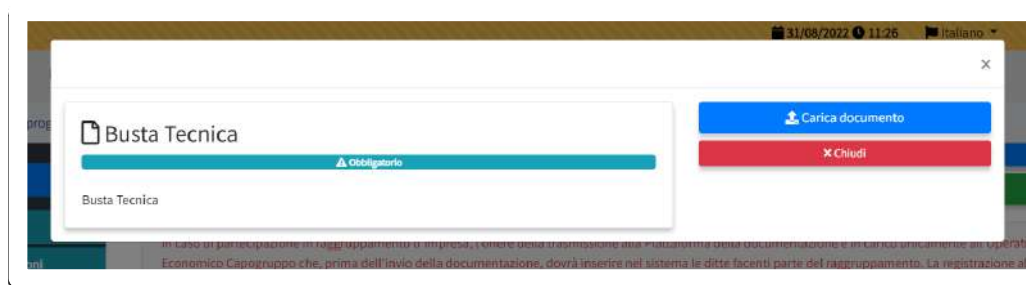 31/08/2022 11:26 Italiano
×
prog
Busta Tecnica
Carica documento
Obbligatorio
× Chiudi
Busta Tecnica
In caso di partecipazione in raggruppamento d'impresa, l'onere della trasmissione alla Piattaforma della documentazione è in carico unicamente all'Operat
oni
Economico Capogruppo che, prima dell'invio della documentazione, dovrà inserire nel sistema le ditte facenti parte del raggruppamento. La registrazione al